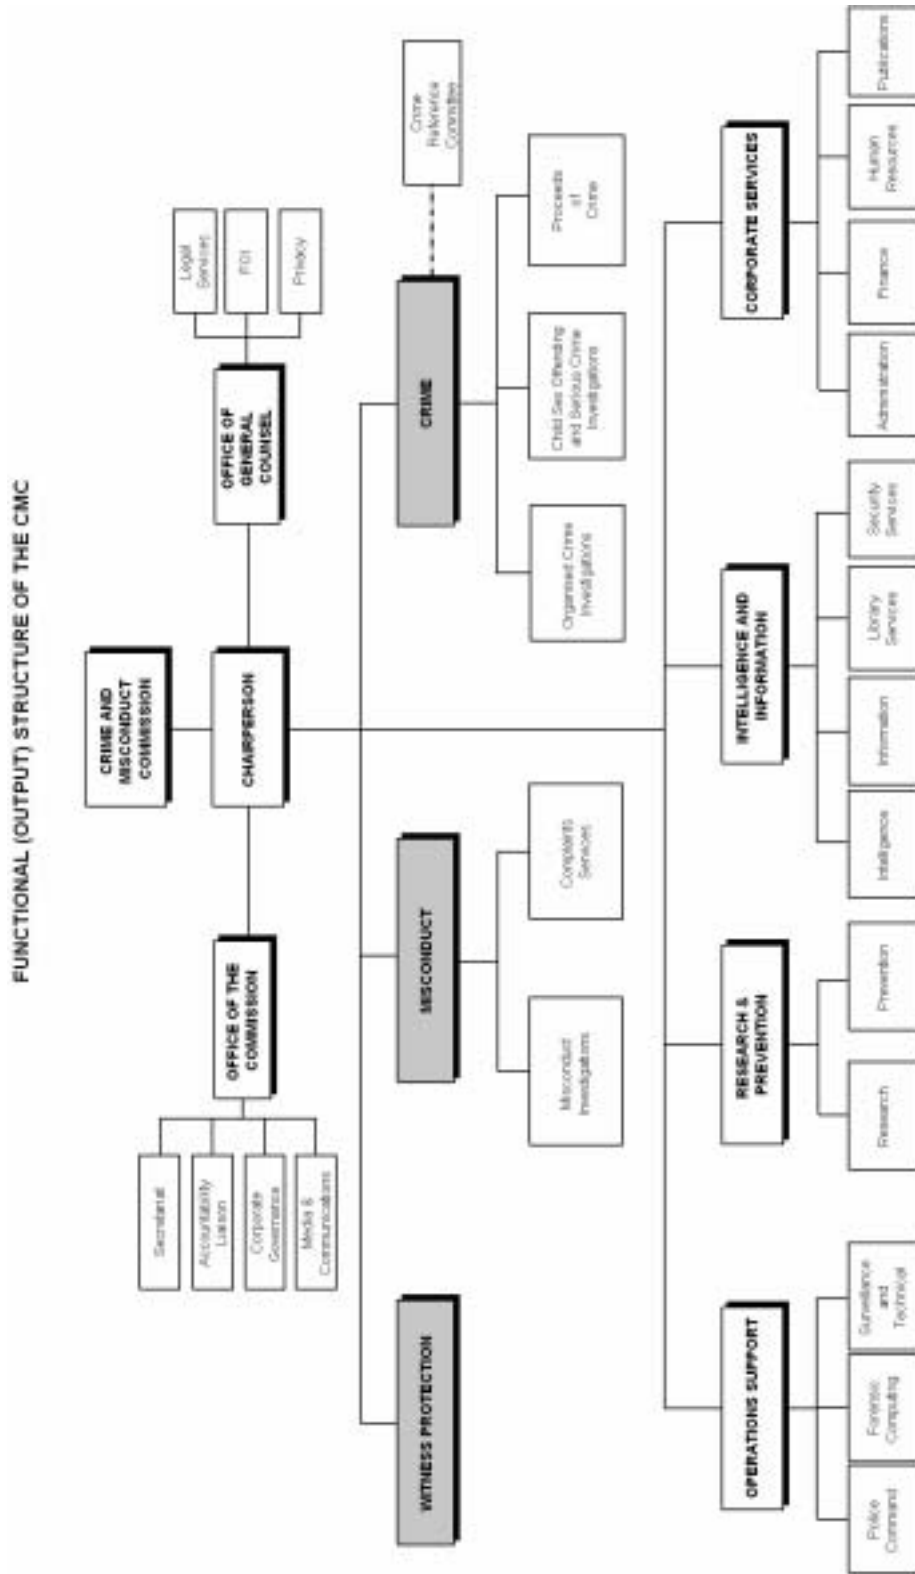 FUNCTIONAL (OUTPUT) STRUCTURE OF THE CMC
CRIME AND
MISCONDUCT
COMMISSION
CHAIRPERSON
OFFICE OF THE
COMMISSION
OFFICE OF
GENERAL
COUNSEL
Secretariat
Accountability
Liaison
Corporate
Governance
Media &
Communications
Legal
Services
FOI
Privacy
WITNESS PROTECTION
MISCONDUCT
CRIME
Crime
Reference
Committee
Misconduct
Investigations
Complaints
Services
Organised Crime
Investigations
Child Sex Offending
and Serious Crime
Investigations
Proceeds
of
Crime
OPERATIONS SUPPORT
RESEARCH &
PREVENTION
INTELLIGENCE AND
INFORMATION
CORPORATE SERVICES
Police
Command
Forensic
Computing
Surveillance
and
Technical
Research
Prevention
Intelligence
Information
Library
Services
Security
Services
Administration
Finance
Human
Resources
Publications